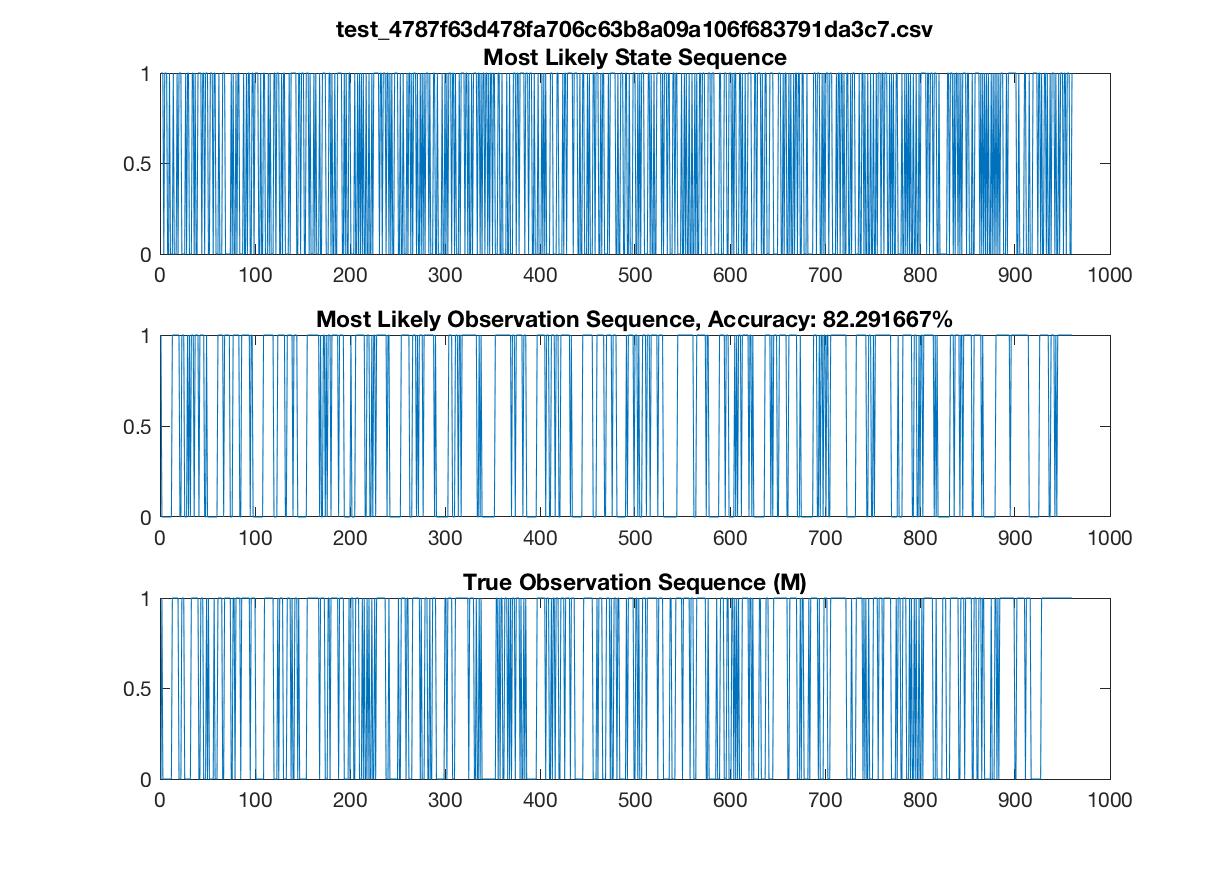 test_4787f63d478fa706c63b8a09a106f683791da3c7.csv
Most Likely State Sequence
1
0.5
0
0 100 200 300 400 500 600 700 800 900 1000
Most Likely Observation Sequence, Accuracy: 82.291667%
1
0.5
0
0 100 200 300 400 500 600 700 800 900 1000
True Observation Sequence (M)
1
0.5
0
0 100 200 300 400 500 600 700 800 900 1000